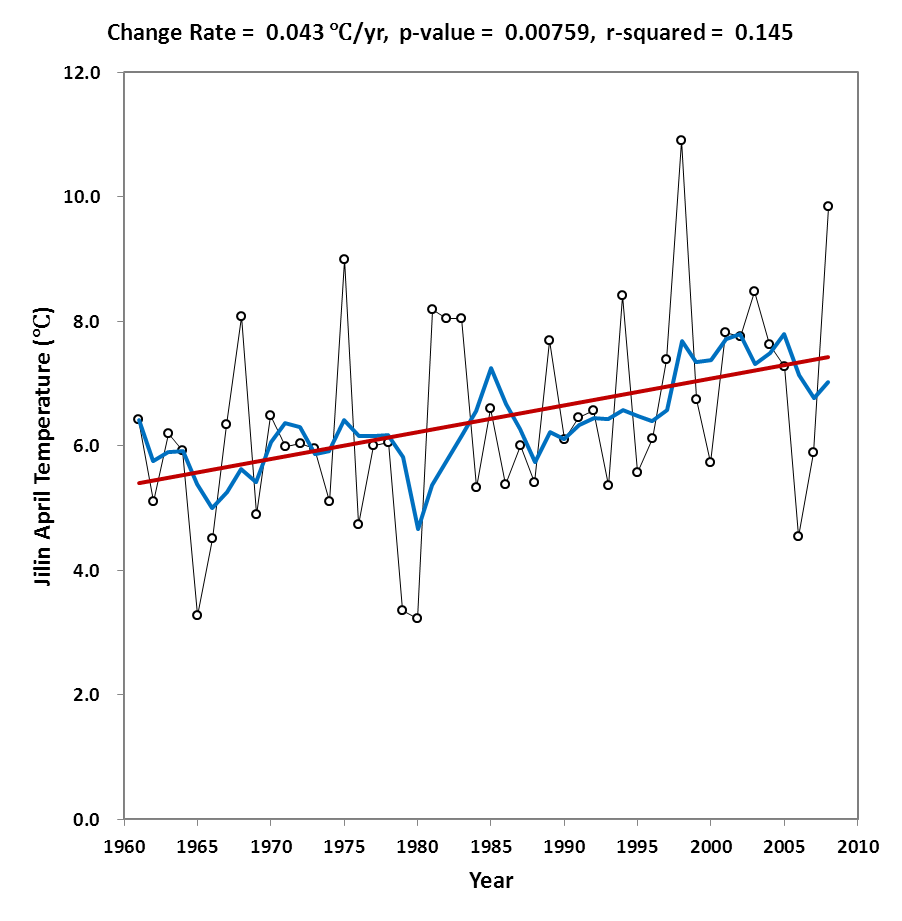 Change Rate = 0.043 ℃/yr, p-value = 0.00759, r-squared = 0.145
12.0
10.0
8.0
6.0
4.0
2.0
0.0
Jilin April Temperature (℃)
1960 1965 1970 1975 1980 1985 1990 1995 2000 2005 2010
Year